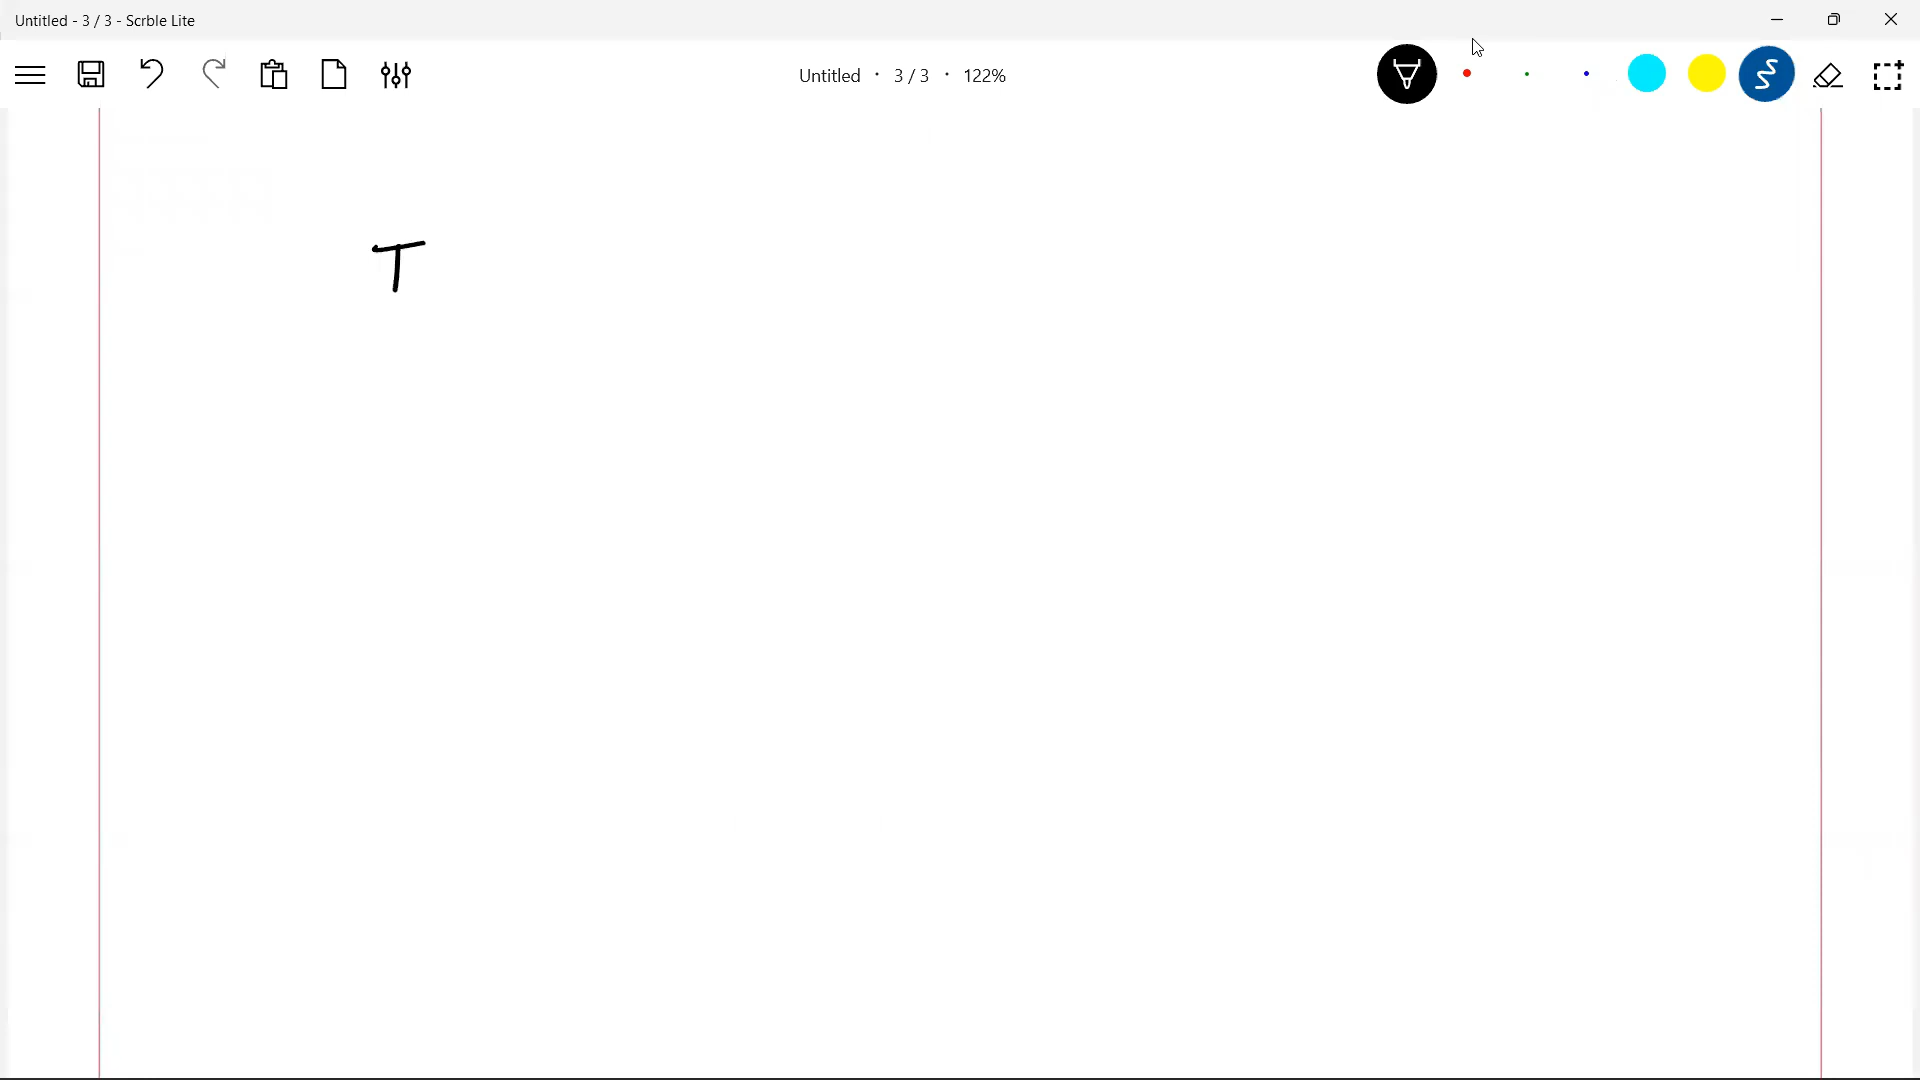 Untitled - 3 / 3 - Scrble Lite
Untitled · 3 / 3 · 122%
T